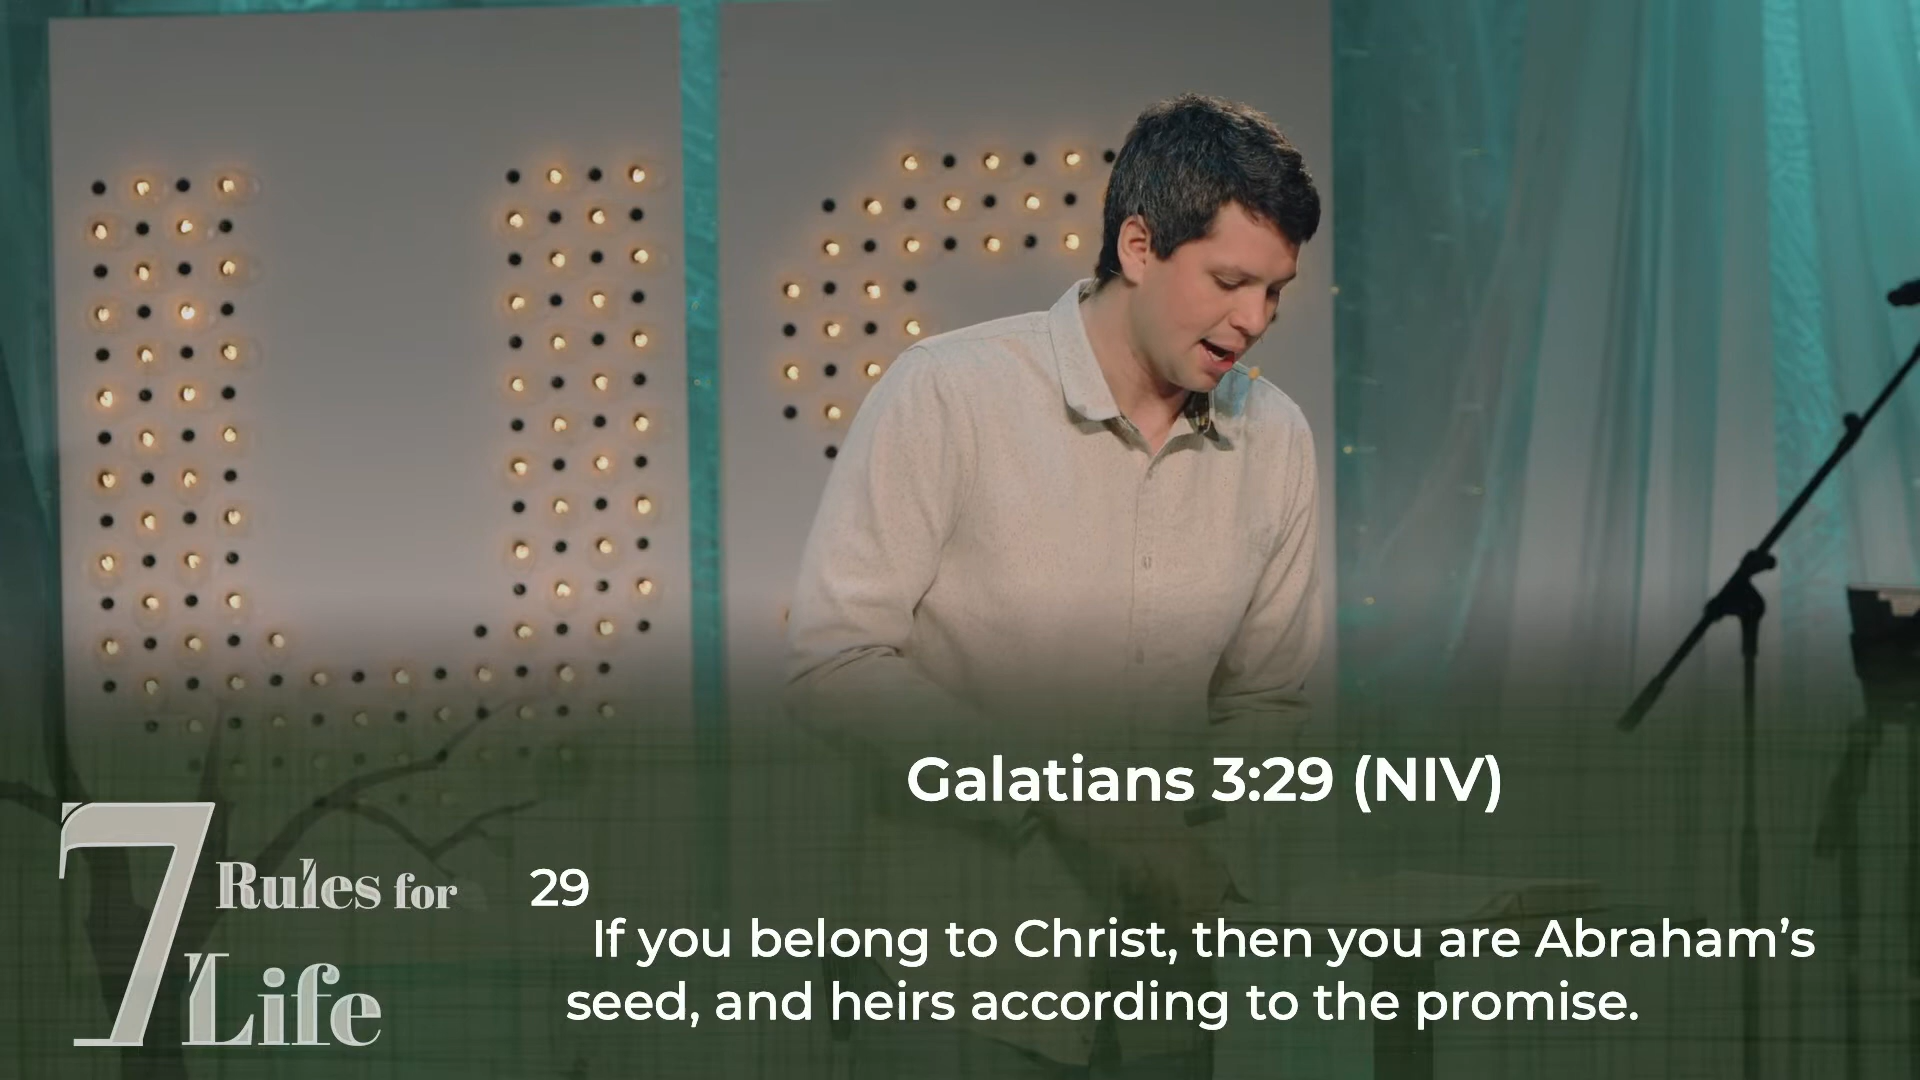 U
Galatians 3:29 (NIV)
7 Rules for
Life
29
If you belong to Christ, then you are Abraham’s
seed, and heirs according to the promise.